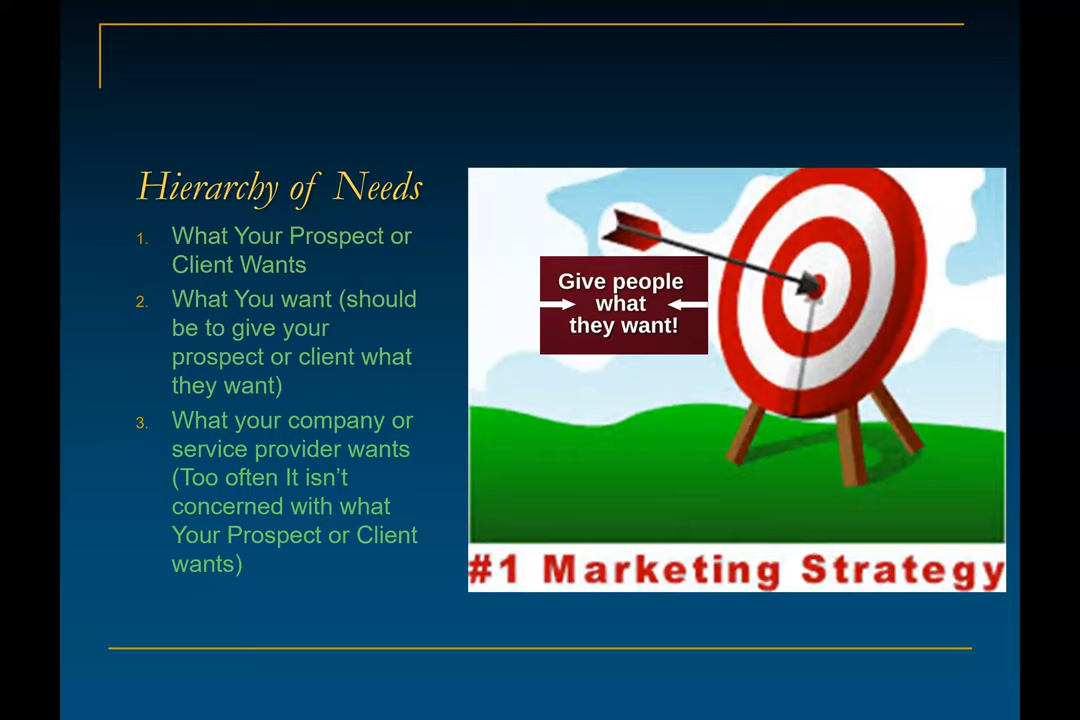 Hierarchy of Needs
1. What Your Prospect or
Client Wants
2. What You want (should
be to give your
prospect or client what
they want)
3. What your company or
service provider wants
(Too often It isn't
concerned with what
Your Prospect or Client
wants)
Give people
what
they want!
#1 Marketing Strategy